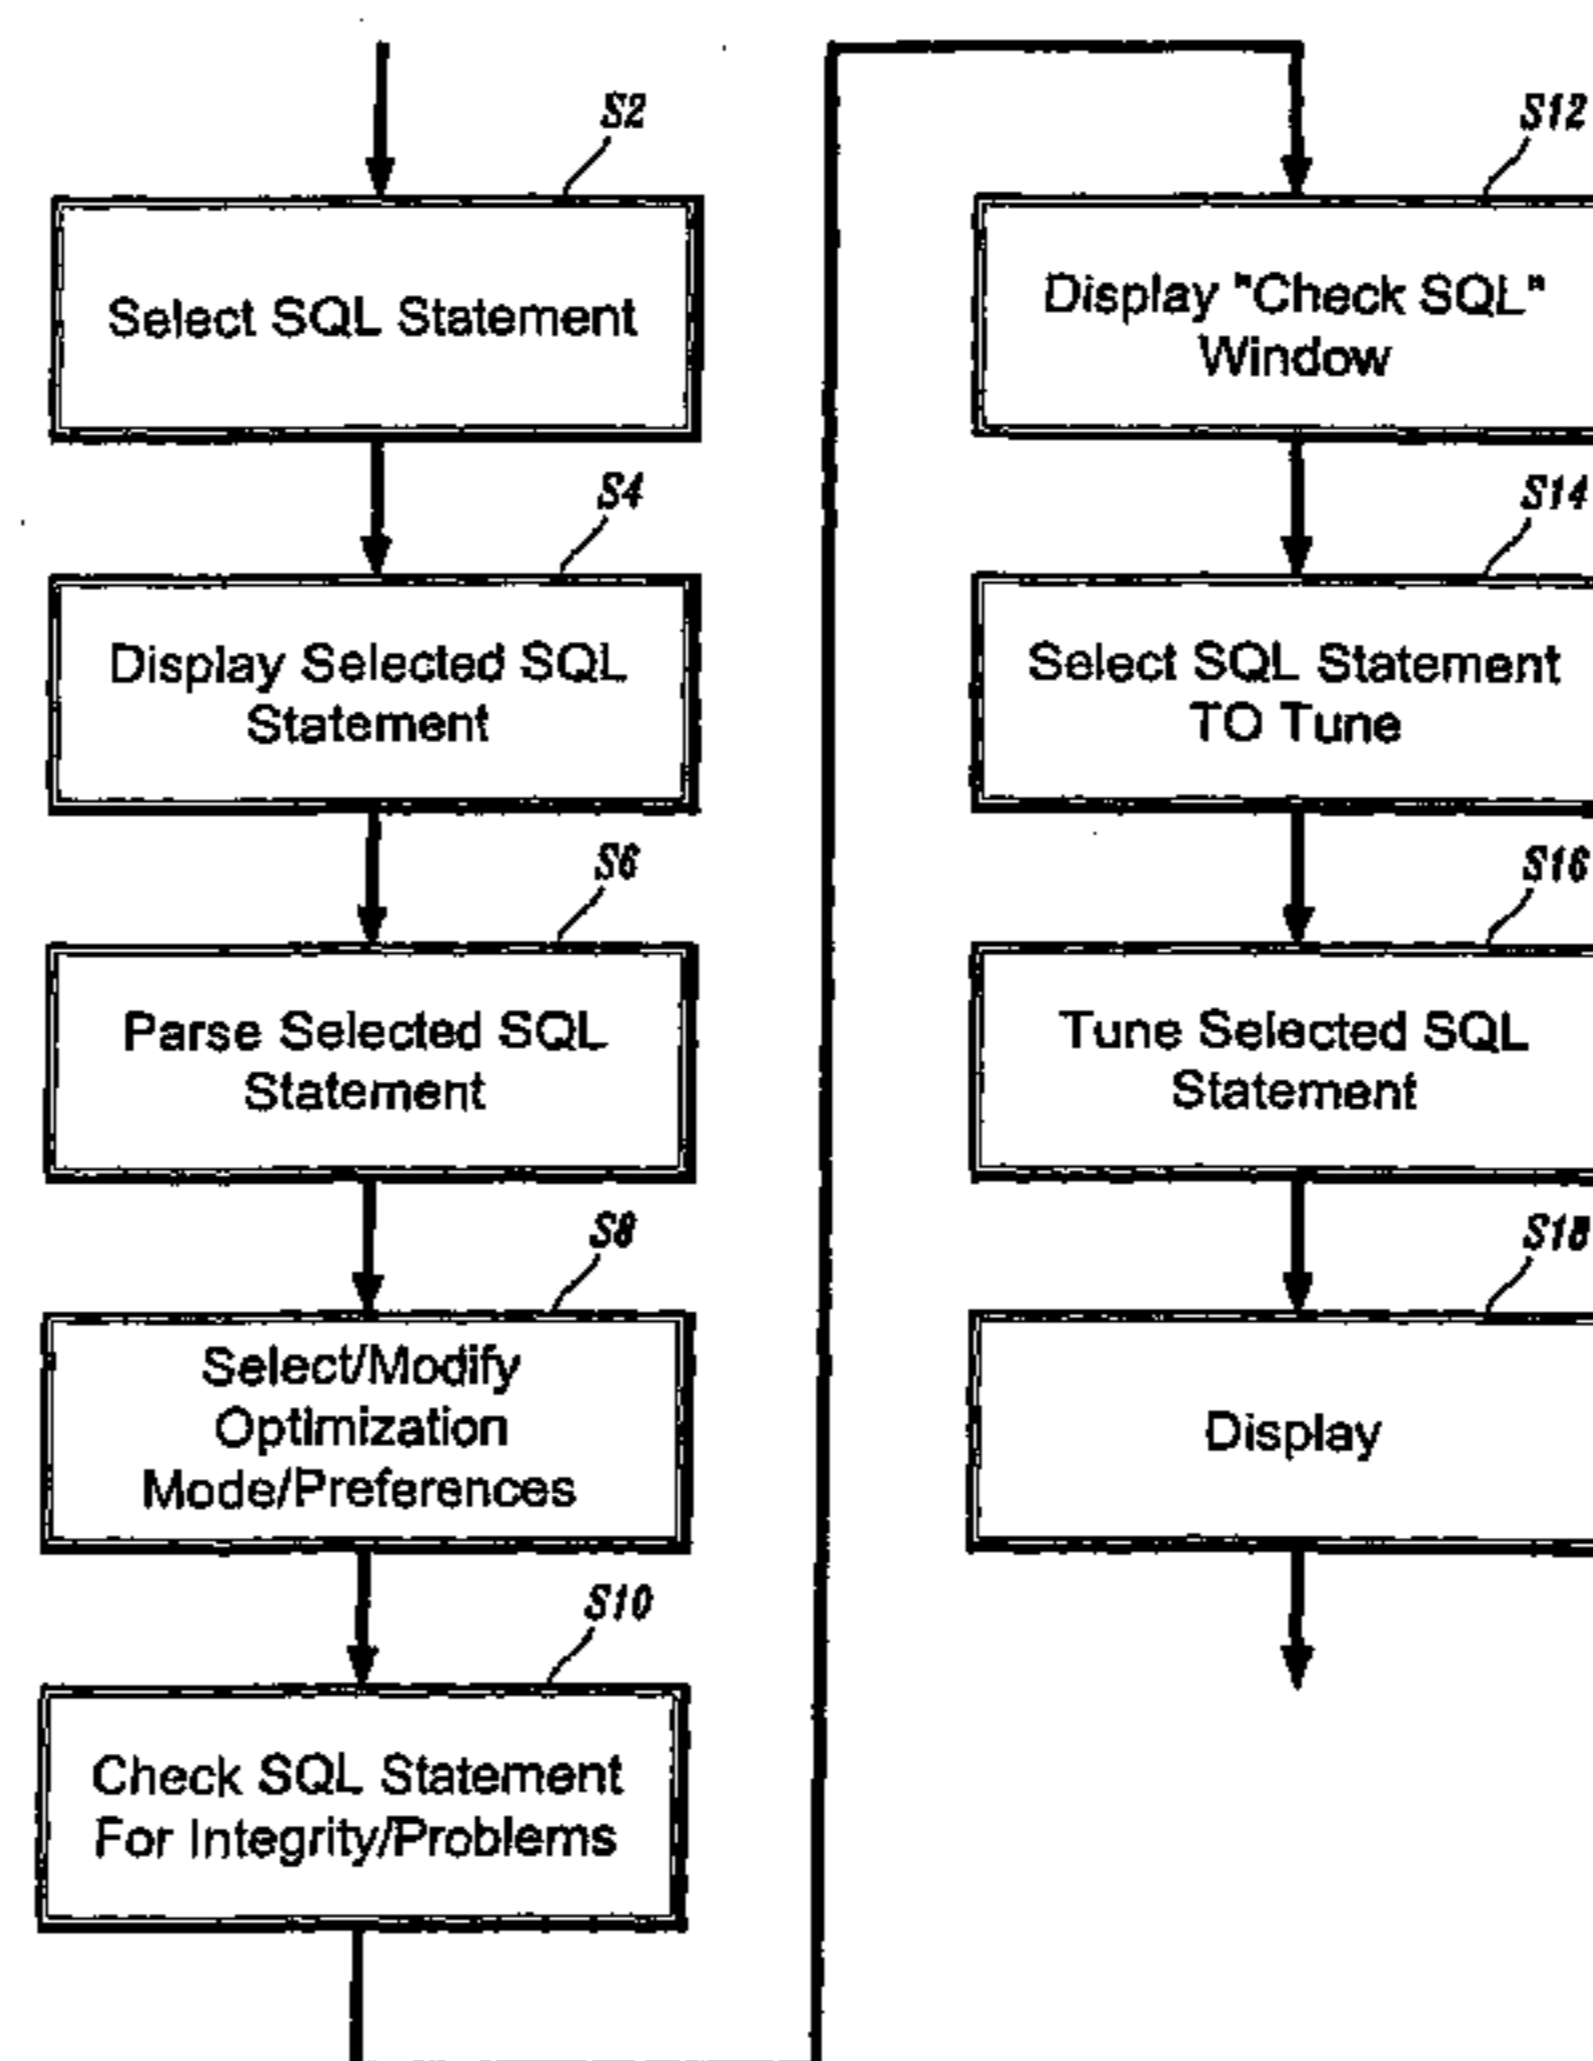 S2
Select SQL Statement
S4
Display Selected SQL
Statement
S6
Parse Selected SQL
Statement
S8
Select/Modify
Optimization
Mode/Preferences
S10
Check SQL Statement
For Integrity/Problems
S12
Display "Check SQL"
Window
S14
Select SQL Statement
TO Tune
S16
Tune Selected SQL
Statement
S18
Display